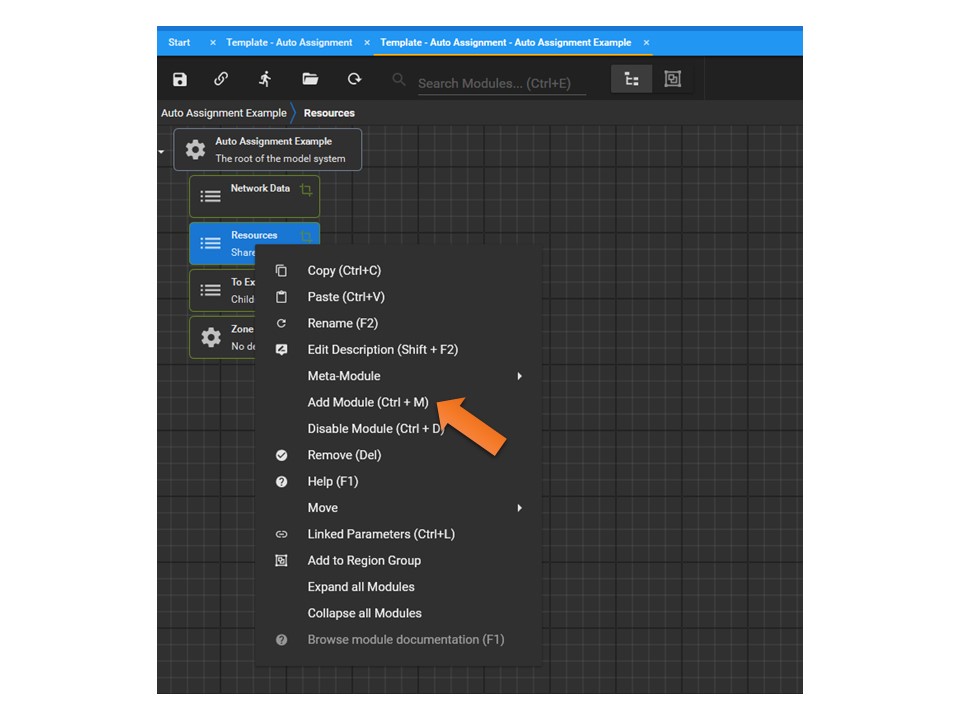 Start × Template - Auto Assignment × Template - Auto Assignment - Auto Assignment Example ×
Search Modules... (Ctrl+E)
Auto Assignment Example Resources
Auto Assignment Example
The root of the model system
Network Data
Resources
Share
To Ex
Child
Zone
No de
Copy (Ctrl+C)
Paste (Ctrl+V)
Rename (F2)
Edit Description (Shift + F2)
Meta-Module
Add Module (Ctrl + M)
Disable Module (Ctrl + D)
Remove (Del)
Help (F1)
Move
Linked Parameters (Ctrl+L)
Add to Region Group
Expand all Modules
Collapse all Modules
Browse module documentation (F1)